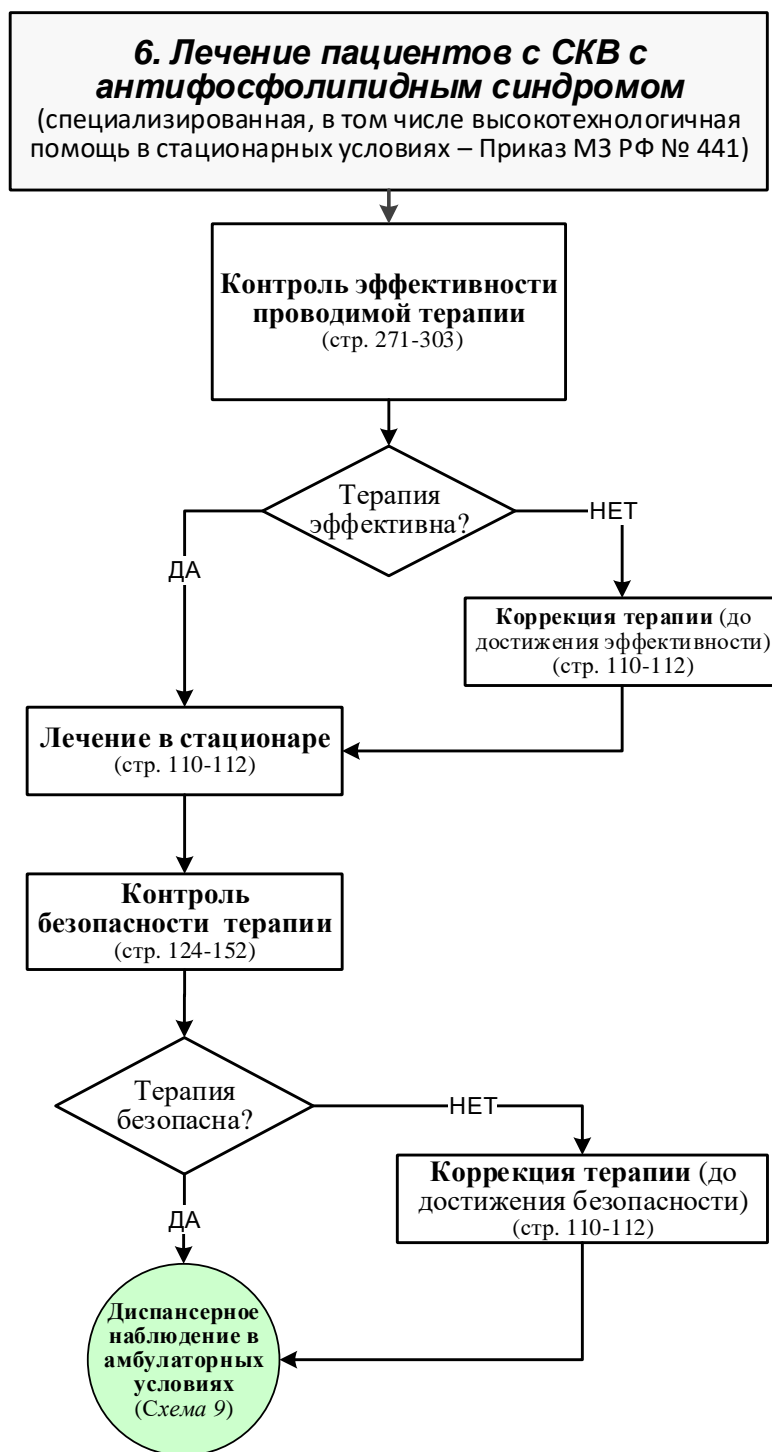 6. Лечение пациентов с СКВ с
антифосфолипидным синдромом
(специализированная, в том числе высокотехнологичная
помощь в стационарных условиях – Приказ МЗ РФ № 441)
Контроль эффективности
проводимой терапии
(стр. 271-303)
Терапия
эффективна?
НЕТ
ДА
Коррекция терапии (до
достижения эффективности)
(стр. 110-112)
Лечение в стационаре
(стр. 110-112)
Контроль
безопасности терапии
(стр. 124-152)
Терапия
безопасна?
НЕТ
Коррекция терапии (до
достижения безопасности)
(стр. 110-112)
ДА
Диспансерное
наблюдение в
амбулаторных
условиях
(Схема 9)